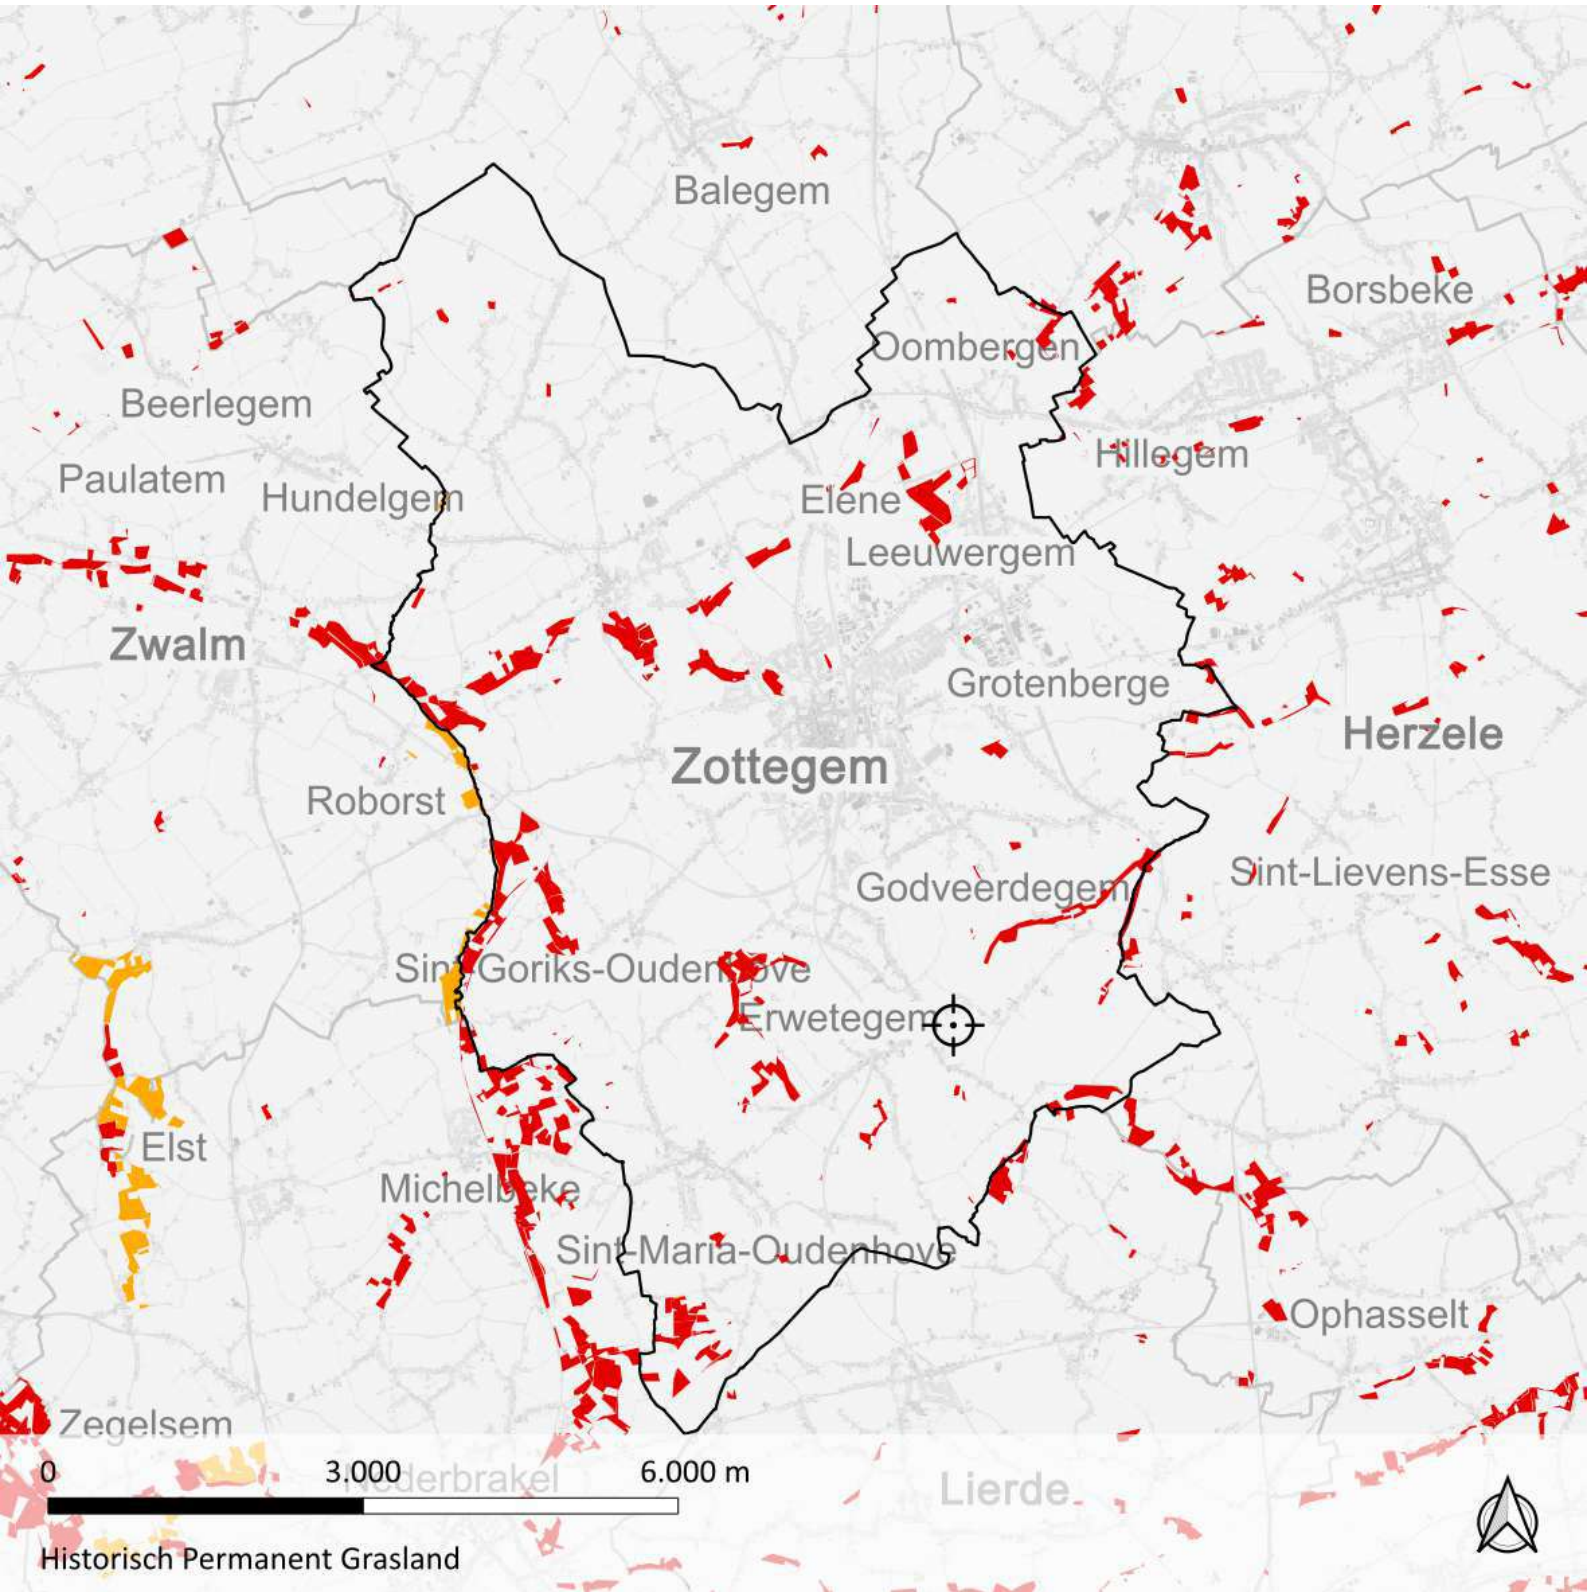 Balegem
Borsbeke
Oombergen
Beerlegem
Hillegem
Paulatem
Hundelgem
Elene
Leeuwergem
Zwalm
Grotenberge
Herzele
Zottegem
Roborst
Sint-Lievens-Esse
Godveerdegem
Sint-Goriks-Oudenhove
Erwetegem
Elst
Michelbeke
Sint-Maria-Oudenhove
Ophasselt
Zegelsem
0 3.000 6.000 m
Nederbrakel
Lierde
Historisch Permanent Grasland